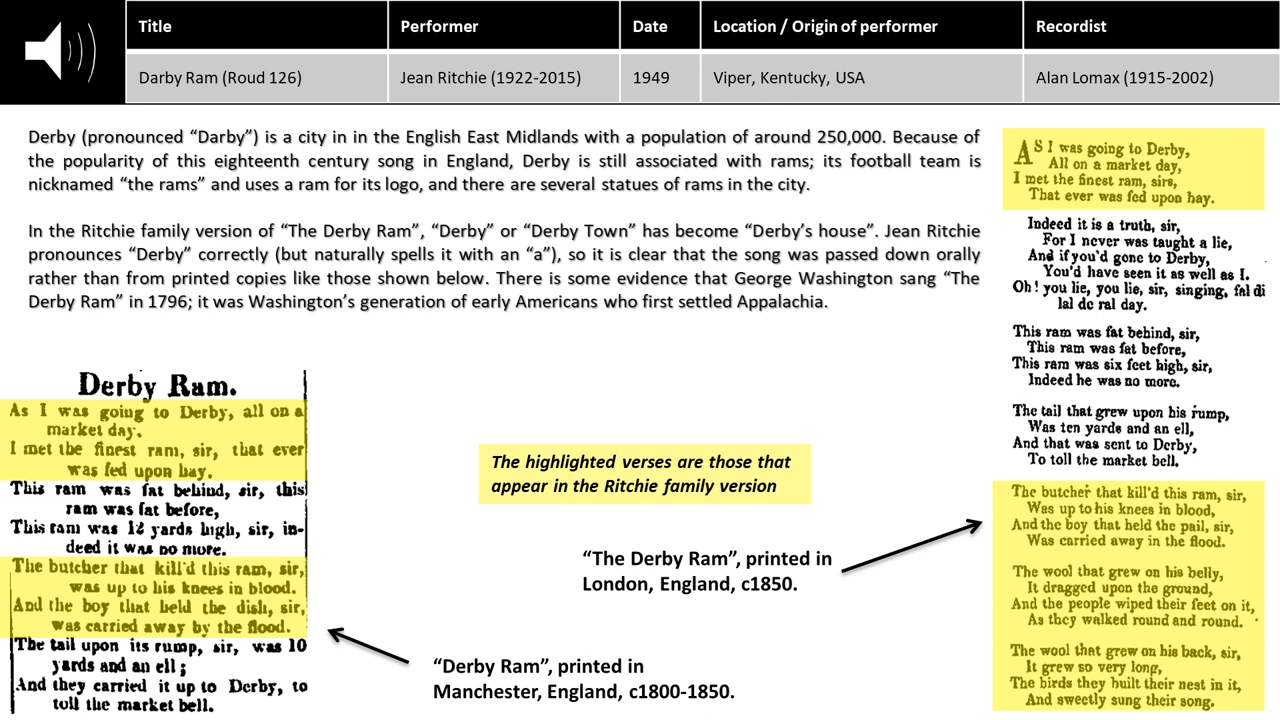 Title Performer Date Location / Origin of performer Recordist
Darby Ram (Roud 126) Jean Ritchie (1922-2015) 1949 Viper, Kentucky, USA Alan Lomax (1915-2002)
Derby (pronounced “Darby”) is a city in in the English East Midlands with a population of around 250,000. Because of
the popularity of this eighteenth century song in England, Derby is still associated with rams; its football team is
nicknamed “the rams” and uses a ram for its logo, and there are several statues of rams in the city.
In the Ritchie family version of “The Derby Ram”, “Derby” or “Derby Town” has become “Derby’s house”. Jean Ritchie
pronounces “Derby” correctly (but naturally spells it with an “a”), so it is clear that the song was passed down orally
rather than from printed copies like those shown below. There is some evidence that George Washington sang “The
Derby Ram” in 1796; it was Washington’s generation of early Americans who first settled Appalachia.
Derby Ram.
As I was going to Derby, all on a
market day,
I met the finest ram, sir, that ever
was fed upon hay.
This ram was fat behind, sir, this
ram was fat before,
This ram was 12 yards high, sir, in-
deed it was no more.
The butcher that kill'd this ram, sir,
was up to his knees in blood.
And the boy that held the dish, sir,
was carried away by the flood.
The tail upon its rump, sir, was 10
yards and an ell;
And they carried it up to Derby, to
toll the market bell.
The highlighted verses are those that
appear in the Ritchie family version
“The Derby Ram”, printed in
London, England, c1850.
“Derby Ram”, printed in
Manchester, England, c1800-1850.
AS I was going to Derby,
All on a market day,
I met the finest ram, sirs,
That ever was fed upon hay.
Indeed it is a truth, sir,
For I never was taught a lie,
And if you'd gone to Derby,
You'd have seen it as well as I.
Oh! you lie, you lie, sir, singing, fal di
lal de ral day.
This ram was fat behind, sir,
This ram was fat before,
This ram was six feet high, sir,
Indeed he was no more.
The tail that grew upon his rump,
Was ten yards and an ell,
And that was sent to Derby,
To toll the market bell.
The butcher that kill'd this ram, sir,
Was up to his knees in blood,
And the boy that held the pail, sir,
Was carried away in the flood.
The wool that grew on his belly,
It dragged upon the ground,
And the people wiped their feet on it,
As they walked round and round.
The wool that grew on his back, sir,
It grew so very long,
The birds they built their nest in it,
And sweetly sung their song.